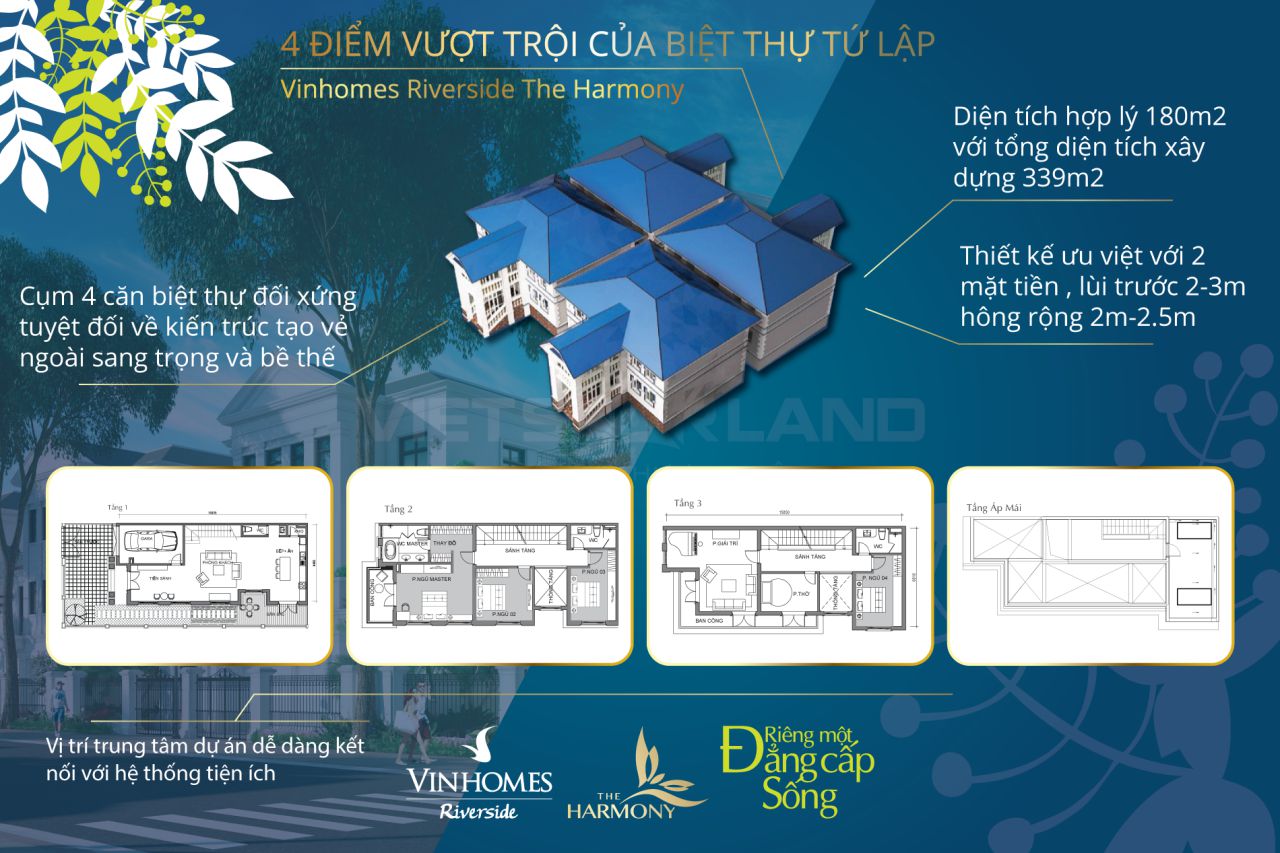 4 ĐIỂM VƯỢT TRỘI CỦA BIỆT THỰ TỨ LẬP
Vinhomes Riverside The Harmony
Diện tích hợp lý 180m2
với tổng diện tích xây
dựng 339m2
Thiết kế ưu việt với 2
mặt tiền , lùi trước 2-3m
hông rộng 2m-2.5m
Cụm 4 căn biệt thự đối xứng
tuyệt đối về kiến trúc tạo vẻ
ngoài sang trọng và bề thế
Tầng 1
GARA
PHÒNG KHÁCH
BẾP+ ĂN
TIỀN SẢNH
WC
Tầng 2
WC MASTER
THAY ĐỒ
SẢNH TẦNG
WC
BAN CÔNG
P.NGỦ MASTER
P.NGỦ 02
THÔNG TẦNG
P.NGỦ 03
Tầng 3
P.GIẢI TRÍ
SẢNH TẦNG
WC
P.THỜ
THÔNG TẦNG
P. NGỦ 04
BAN CÔNG
Tầng Áp Mái
Vị trí trung tâm dự án dễ dàng kết
nối với hệ thống tiện ích
VINHOMES
Riverside
THE
HARMONY
Riêng một
Đẳng cấp
Sống